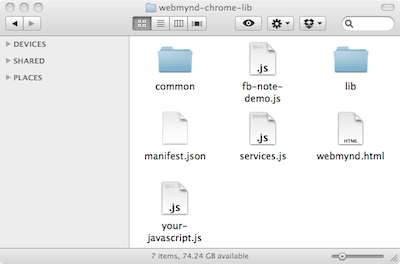 webmynd-chrome-lib
DEVICES
SHARED
PLACES
.js
common
fb-note-
demo.js
lib
.js
HTML
manifest.json
services.js
webmynd.html
.js
your-
javascript.js
7 items, 74.24 GB available